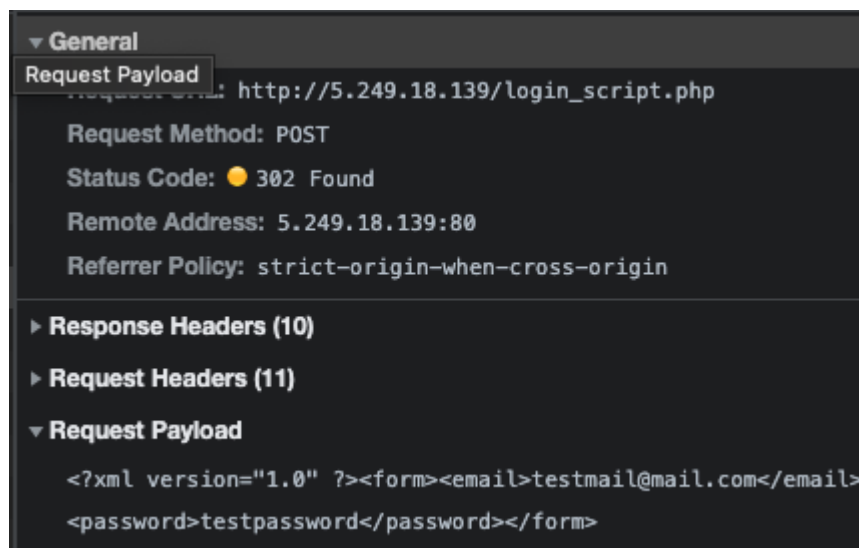 General
Request Payload
http://5.249.18.139/login_script.php
Request Method: POST
Status Code: 302 Found
Remote Address: 5.249.18.139:80
Referrer Policy: strict-origin-when-cross-origin
Response Headers (10)
Request Headers (11)
Request Payload
<?xml version="1.0" ?><form><email>testmail@mail.com</email>
<password>testpassword</password></form>